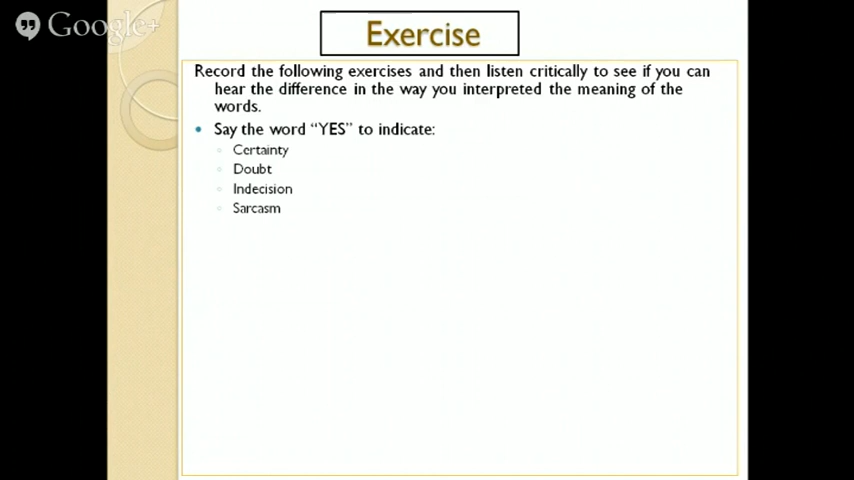 Google+
Exercise
Record the following exercises and then listen critically to see if you can
hear the difference in the way you interpreted the meaning of the
words.
Say the word “YES” to indicate:
Certainty
Doubt
Indecision
Sarcasm